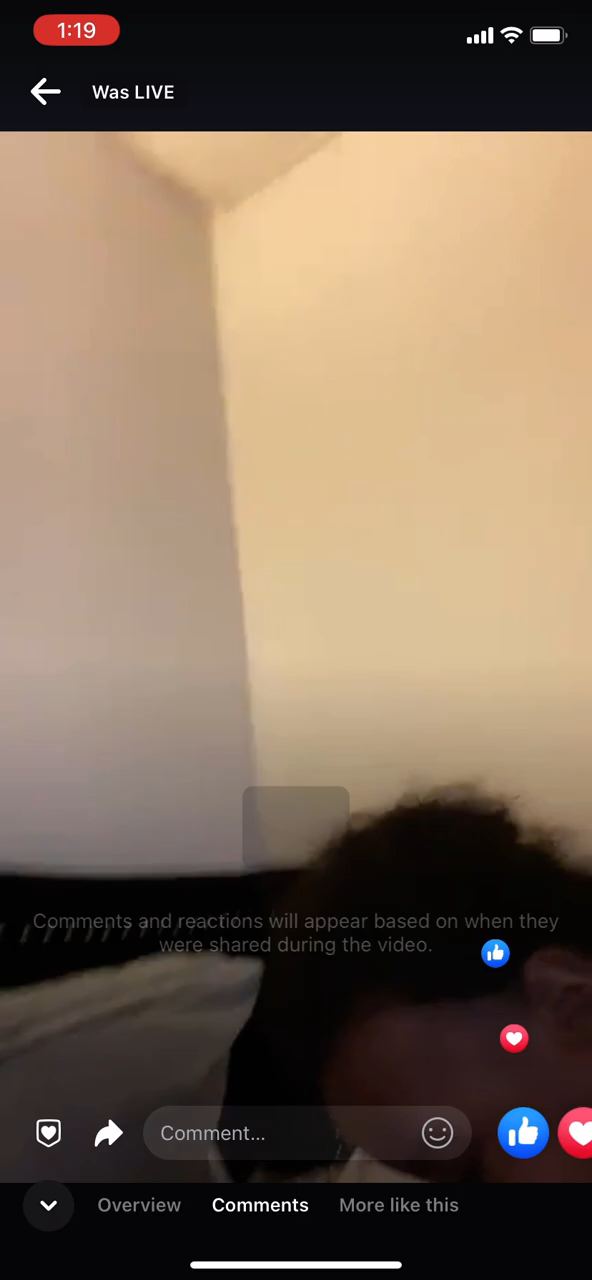 1:19
Was LIVE
Comments and reactions will appear based on when they
were shared during the video.
Comment...
Overview Comments More like this